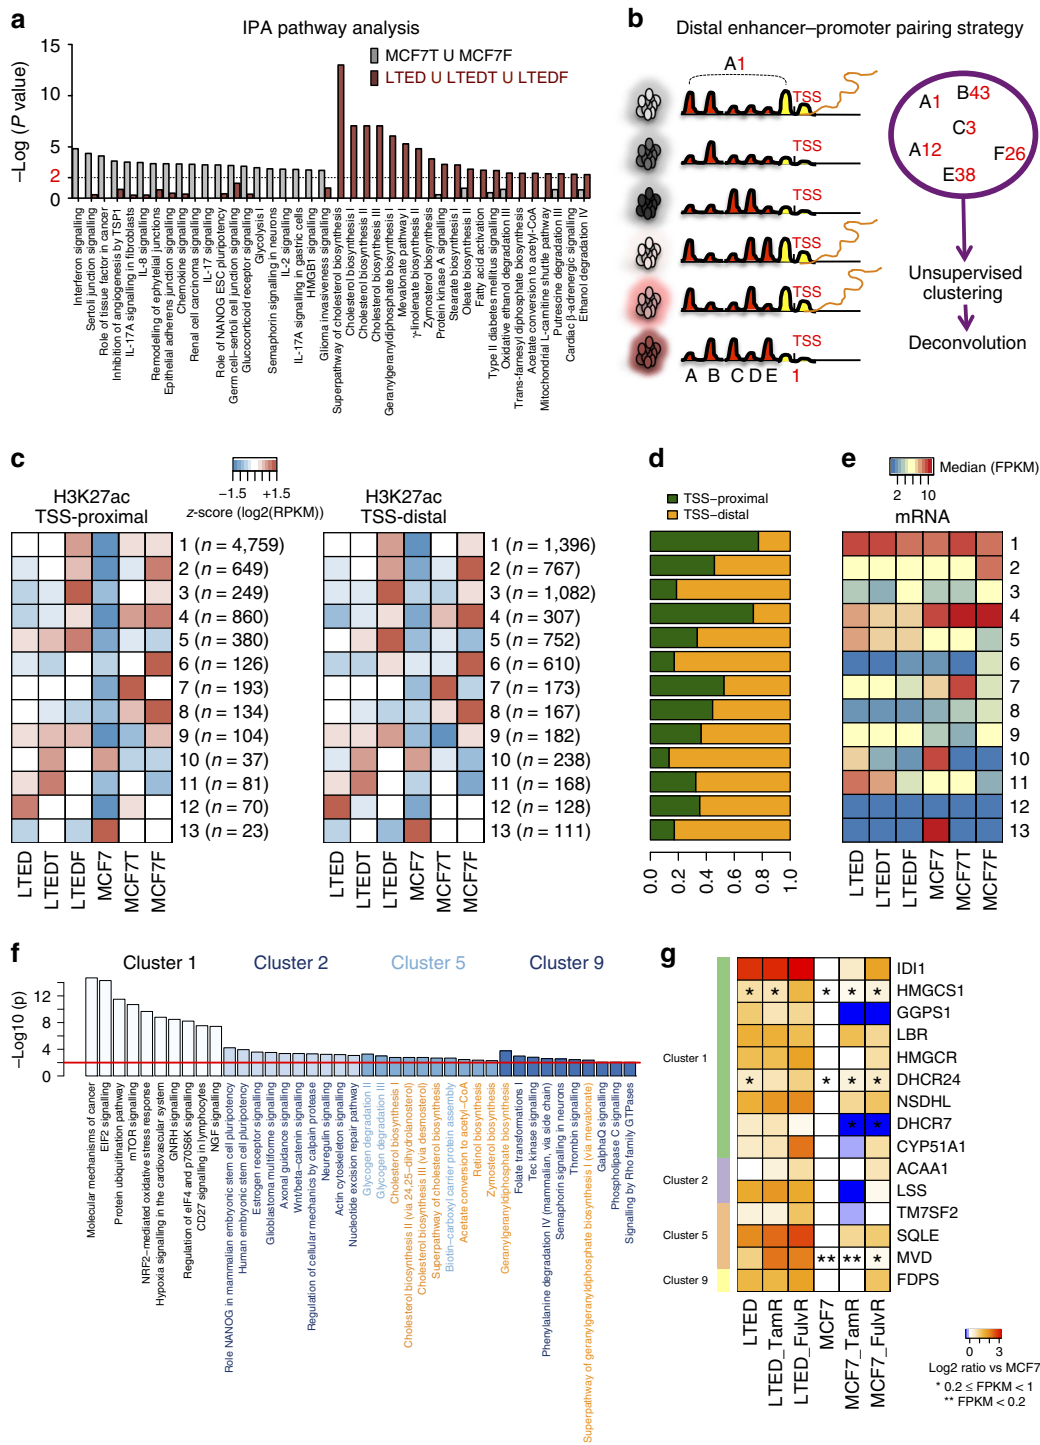 a
IPA pathway analysis
15
10
5
2
0
−Log (P value)
MCF7T U MCF7F
LTED U LTEDT U LTEDF
Interferon signalling
Sertoli junction signalling
Role of tissue factor in cancer
Inhibition of angiogenesis by TSP1
IL-17A signalling in fibroblasts
IL-8 signalling
Remodelling of epithelial junctions
Epithelial adherens junction signalling
Chemokine signalling
Renal cell carcinoma signalling
IL-17 signalling
Role of NANOG ESC pluripotency
Germ cell–sertoli cell junction signalling
Glucocorticoid receptor signalling
Glycolysis I
Semaphorin signalling in neurons
IL-2 signalling
IL-17A signalling in gastric cells
HMGB1 signalling
Glioma invasiveness signalling
Superpathway of cholesterol biosynthesis
Cholesterol biosynthesis I
Cholesterol biosynthesis II
Cholesterol biosynthesis III
Geranylgeranyldiphosphate biosynthesis I
Mevalonate pathway I
γ-linolenate biosynthesis II
Zymosterol biosynthesis
Protein kinase A signalling
Stearate biosynthesis I
Oleate biosynthesis II
Fatty acid activation
Type II diabetes mellitus signalling
Oxidative ethanol degradation III
Trans-farnesyl diphosphate biosynthesis
Acetate conversion to acetyl-CoA
Mitochondrial L-carnitine shuttle pathway
Putrescine degradation III
Cardiac β-adrenergic signalling
Ethanol degradation IV
b
Distal enhancer–promoter pairing strategy
A1
TSS
TSS
TSS
TSS
TSS
TSS
A B C D E 1
A1
B43
C3
A12
F26
E38
Unsupervised
clustering
Deconvolution
c
−1.5 +1.5
z-score (log2(RPKM))
H3K27ac
TSS-proximal
1 (n = 4,759)
2 (n = 649)
3 (n = 249)
4 (n = 860)
5 (n = 380)
6 (n = 126)
7 (n = 193)
8 (n = 134)
9 (n = 104)
10 (n = 37)
11 (n = 81)
12 (n = 70)
13 (n = 23)
LTED
LTEDT
LTEDF
MCF7
MCF7T
MCF7F
H3K27ac
TSS-distal
1 (n = 1,396)
2 (n = 767)
3 (n = 1,082)
4 (n = 307)
5 (n = 752)
6 (n = 610)
7 (n = 173)
8 (n = 167)
9 (n = 182)
10 (n = 238)
11 (n = 168)
12 (n = 128)
13 (n = 111)
LTED
LTEDT
LTEDF
MCF7
MCF7T
MCF7F
d
TSS−proximal
TSS−distal
0.0
0.2
0.4
0.6
0.8
1.0
e
Median (FPKM)
2 10
mRNA
1
2
3
4
5
6
7
8
9
10
11
12
13
LTED
LTEDT
LTEDF
MCF7
MCF7T
MCF7F
f
Cluster 1
Cluster 2
Cluster 5
Cluster 9
−Log10 (p)
12
8
4
2
0
Molecular mechanisms of cancer
EIF2 signalling
Protein ubiquitination pathway
mTOR signalling
NRF2−mediated oxidative stress response
Hypoxia signalling in the cardiovascular system
GNRH signalling
Regulation of eIF4 and p70S6K signalling
CD27 signalling in lymphocytes
NGF signalling
Role NANOG in mammalian embryonic stem cell pluripotency
Human embryonic stem cell pluripotency
Estrogen receptor signalling
Glioblastoma multiforme signalling
Axonal guidance signalling
Wnt/beta−catenin signalling
Regulation of cellular mechanics by calpain protease
Neuregulin signalling
Actin cytoskeleton signalling
Nucleotide excision repair pathway
Glycogen degradation II
Glycogen degradation III
Cholesterol biosynthesis I
Cholesterol biosynthesis II (via 24,25−dihydrolanosterol)
Cholesterol biosynthesis III (via desmosterol)
Superpathway of cholesterol biosynthesis
Biotin−carboxyl carrier protein assembly
Acetate conversion to acetyl−CoA
Retinol biosynthesis
Zymosterol biosynthesis
Geranylgeranyldiphosphate biosynthesis
Folate transformations I
Tec kinase signalling
Phenylalanine degradation IV (mammalian, via side chain)
Semaphorin signalling in neurons
Thrombin signalling
Superpathway of geranylgeranyldiphosphate biosynthesis I (via mevalonate)
GalphaQ signalling
Phospholipase C signalling
Signalling by Rho family GTPases
g
Cluster 1
Cluster 2
Cluster 5
Cluster 9
IDI1
* * * * * HMGCS1
GGPS1
LBR
HMGCR
* * * * DHCR24
NSDHL
* * DHCR7
CYP51A1
ACAA1
LSS
TM7SF2
SQLE
** ** * MVD
FDPS
LTED
LTED_TamR
LTED_FulvR
MCF7
MCF7_TamR
MCF7_FulvR
0 3
Log2 ratio vs MCF7
* 0.2 ≤ FPKM < 1
** FPKM < 0.2